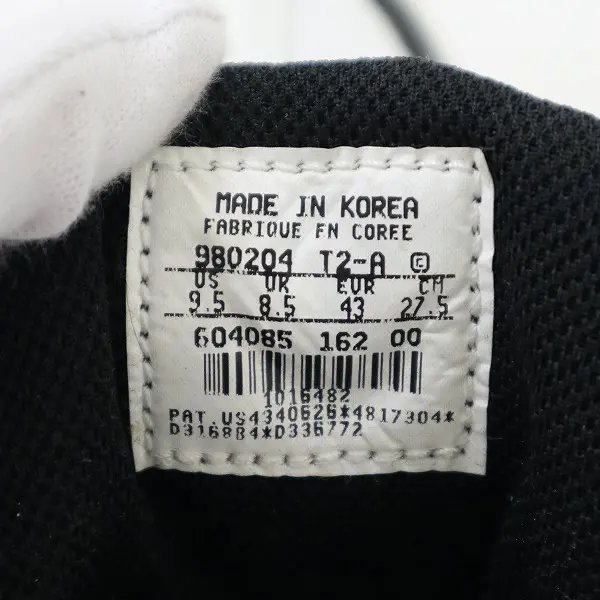 MADE IN KOREA
FABRIQUE EN COREE
980204 T2-A ©
US UK EUR CM
9.5 8.5 43 27.5
604085 162 00
1016482
PAT. US4340626*4817304*
D316884*D336772